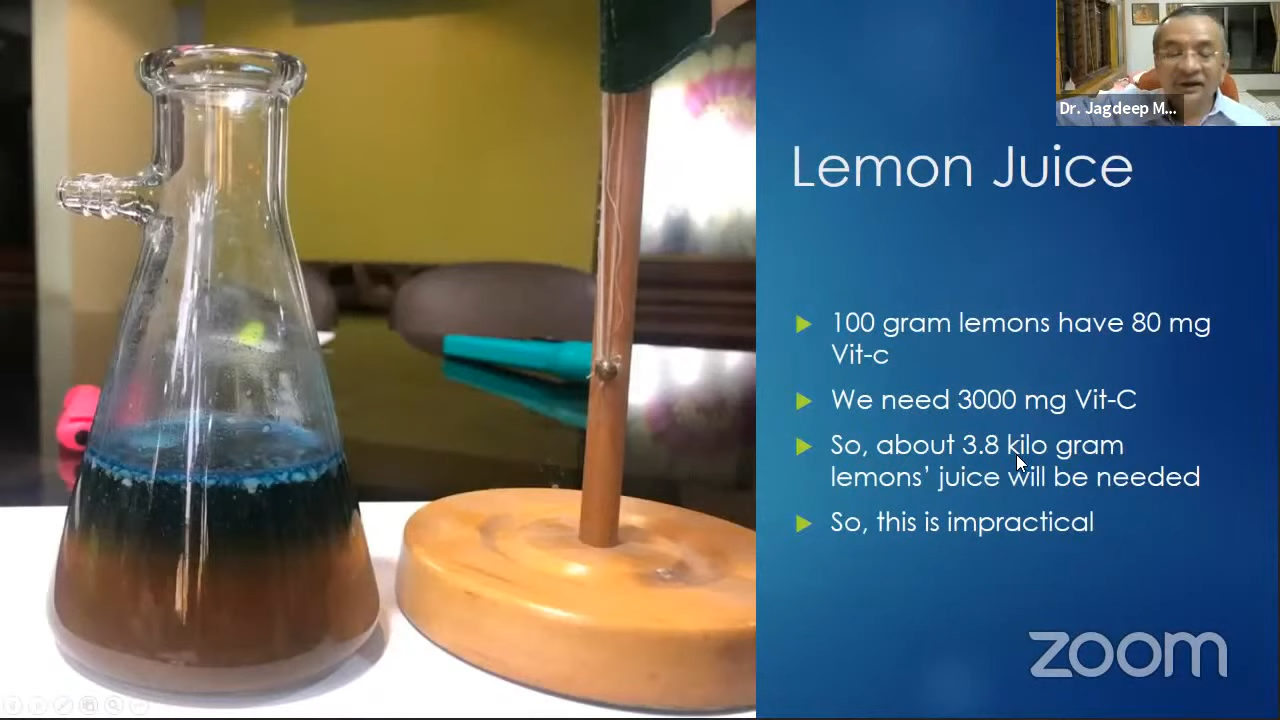 Dr. Jagdeep M...
Lemon Juice
100 gram lemons have 80 mg
Vit-c
We need 3000 mg Vit-C
So, about 3.8 kilo gram
lemons’ juice will be needed
So, this is impractical
zoom